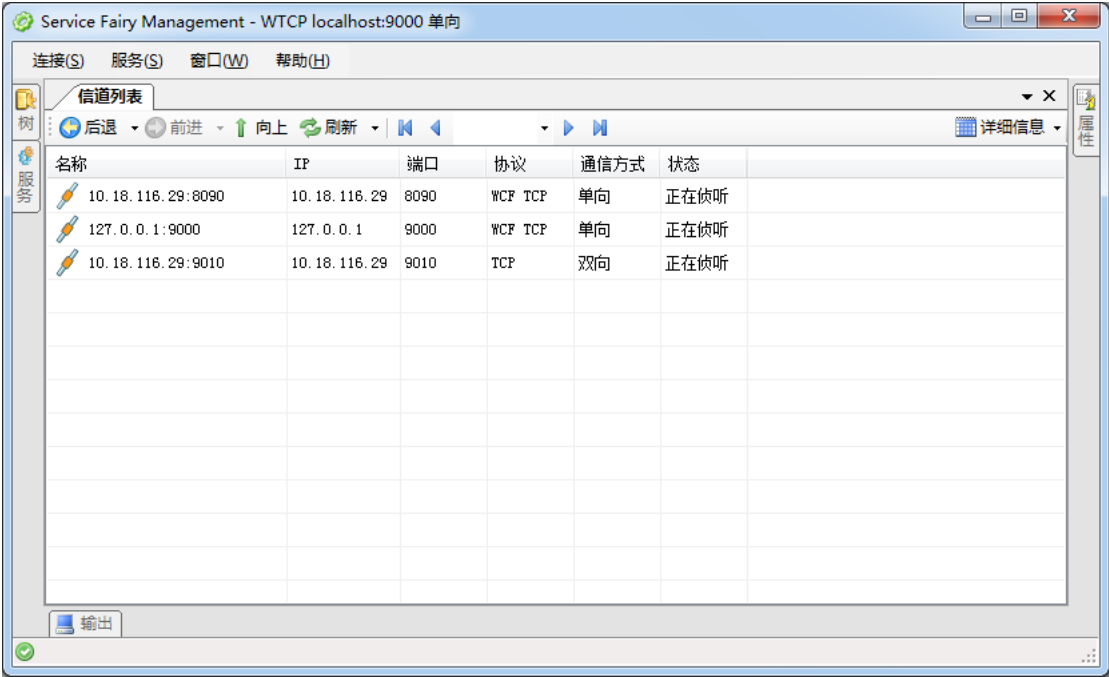 Service Fairy Management - WTCP localhost:9000 单向
连接(S) 服务(S) 窗口(W) 帮助(H)
信道列表
树
服务
属性
后退 前进 向上 刷新 详细信息
名称 IP 端口 协议 通信方式 状态
10.18.116.29:8090 10.18.116.29 8090 WCF TCP 单向 正在侦听
127.0.0.1:9000 127.0.0.1 9000 WCF TCP 单向 正在侦听
10.18.116.29:9010 10.18.116.29 9010 TCP 双向 正在侦听
输出